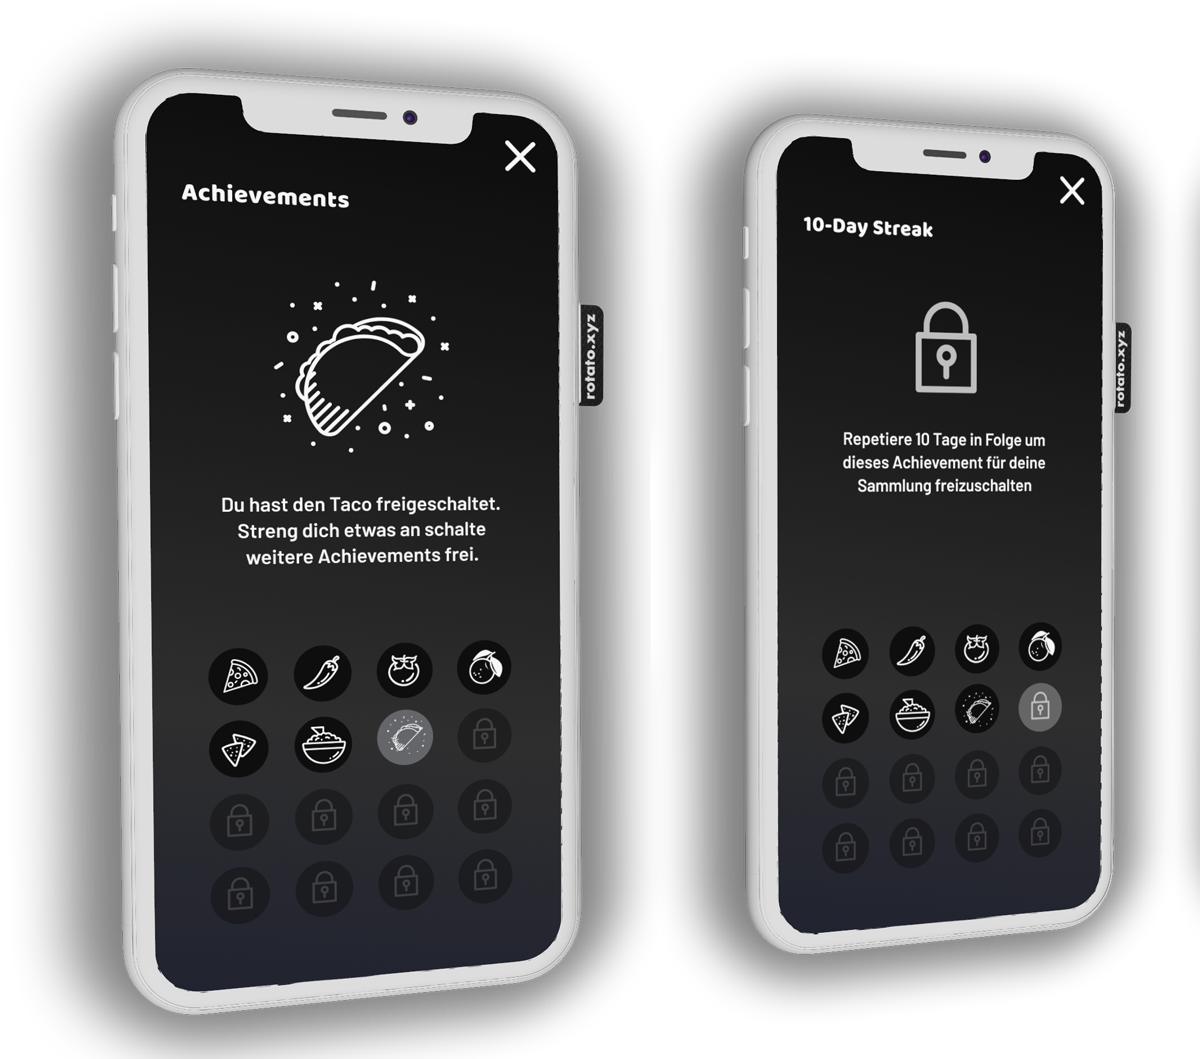 Achievements
Du hast den Taco freigeschaltet.
Streng dich etwas an schalte
weitere Achievements frei.
rotato.xyz
10-Day Streak
Repetiere 10 Tage in Folge um
dieses Achievement für deine
Sammlung freizuschalten
rotato.xyz